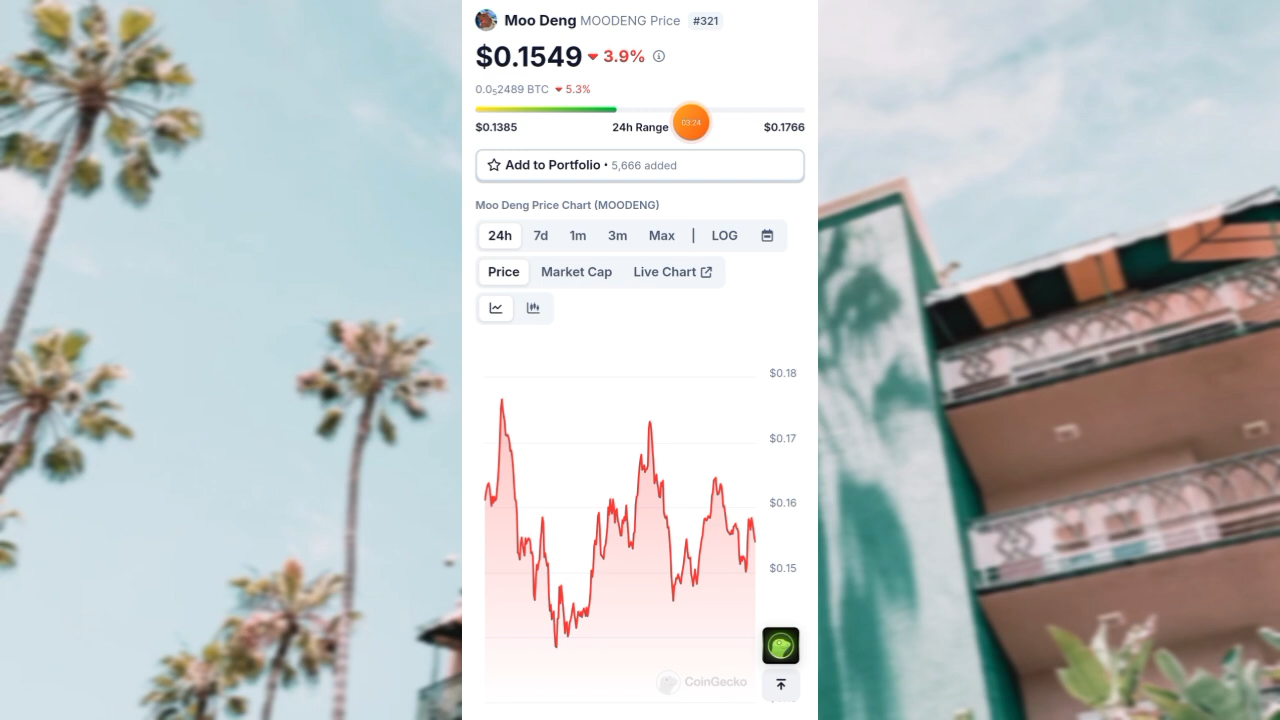 Moo Deng MOODENG Price #321
$0.1549 3.9%
0.0₅2489 BTC 5.3%
03:24
$0.1385 24h Range $0.1766
Add to Portfolio • 5,666 added
Moo Deng Price Chart (MOODENG)
24h 7d 1m 3m Max | LOG
Price Market Cap Live Chart
$0.18
$0.17
$0.16
$0.15
CoinGecko